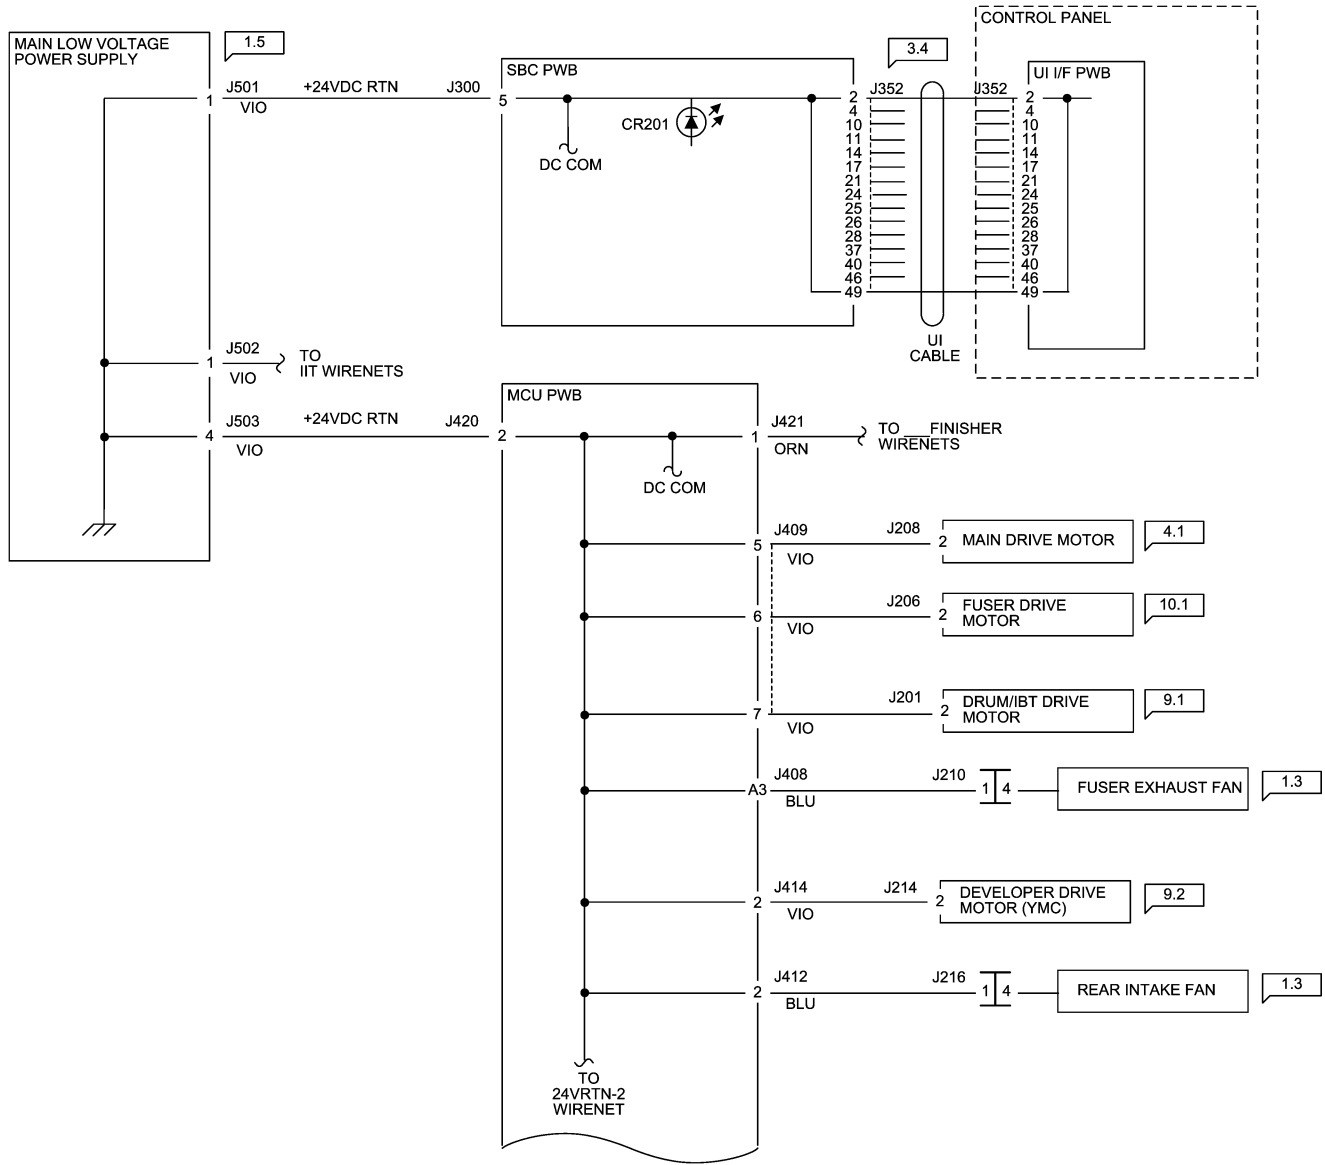 CONTROL PANEL
MAIN LOW VOLTAGE
POWER SUPPLY
1.5
3.4
SBC PWB
UI I/F PWB
1
J501
VIO
+24VDC RTN
J300
5
DC COM
CR201
J352
J352
2
4
10
11
14
17
21
24
25
26
28
37
40
46
49
2
4
10
11
14
17
21
24
25
26
28
37
40
46
49
UI
CABLE
1
J502
VIO
TO
IIT WIRENETS
4
J503
VIO
+24VDC RTN
J420
MCU PWB
2
DC COM
1
J421
ORN
TO ___FINISHER
WIRENETS
5
J409
VIO
J208
2
MAIN DRIVE MOTOR
4.1
6
VIO
J206
2
FUSER DRIVE
MOTOR
10.1
7
VIO
J201
2
DRUM/IBT DRIVE
MOTOR
9.1
A3
J408
BLU
J210
1
4
FUSER EXHAUST FAN
1.3
2
J414
VIO
J214
2
DEVELOPER DRIVE
MOTOR (YMC)
9.2
2
J412
BLU
J216
1
4
REAR INTAKE FAN
1.3
TO
24VRTN-2
WIRENET